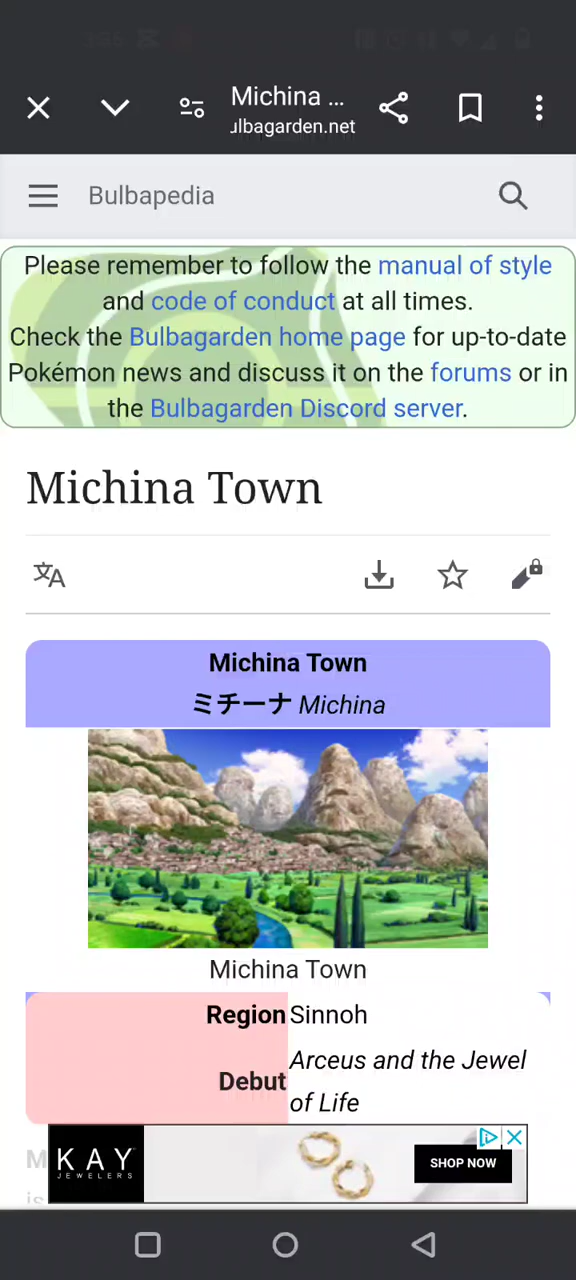 Michina ...
ulbagarden.net
Bulbapedia
Please remember to follow the manual of style
and code of conduct at all times.
Check the Bulbagarden home page for up-to-date
Pokémon news and discuss it on the forums or in
the Bulbagarden Discord server.
Michina Town
Michina Town
ミチーナ Michina
Michina Town
Region Sinnoh
Debut Arceus and the Jewel
of Life
KAY
JEWELERS
SHOP NOW